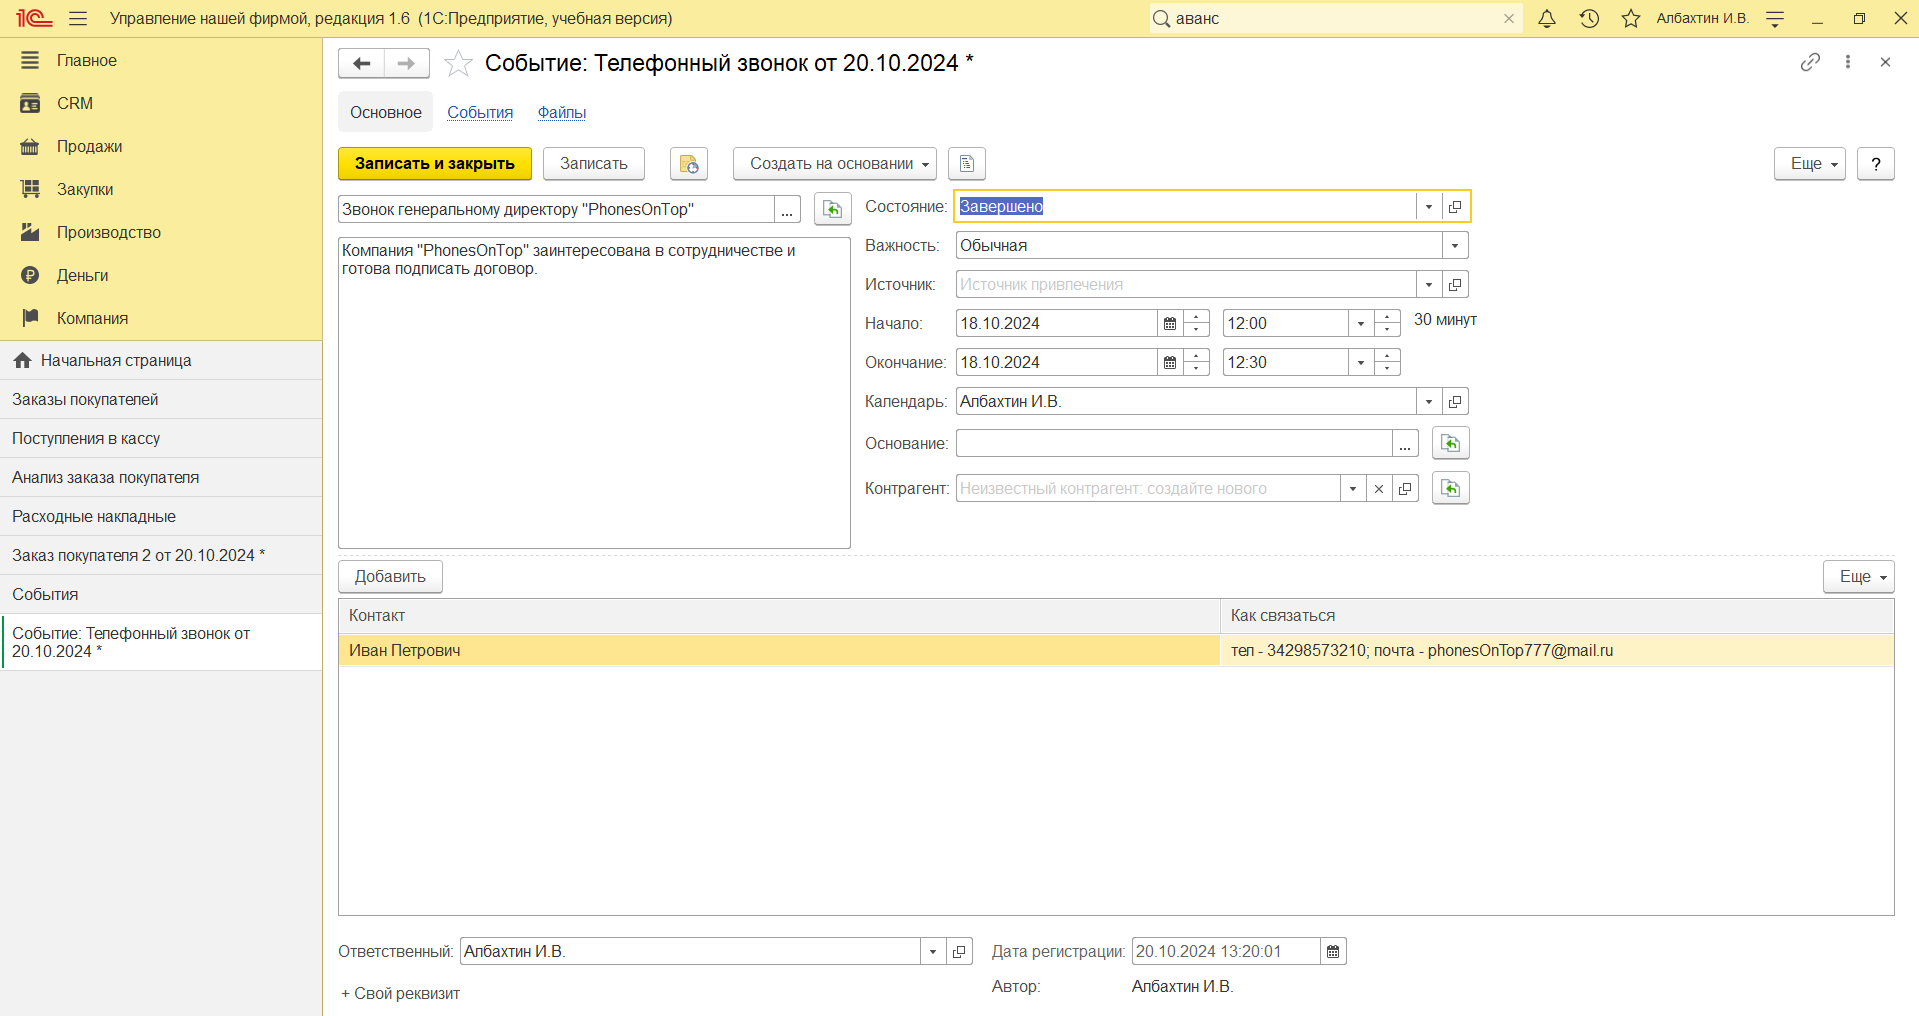 1С Управление нашей фирмой, редакция 1.6 (1С:Предприятие, учебная версия)
аванс
Албахтин И.В.
Главное
CRM
Продажи
Закупки
Производство
Деньги
Компания
Начальная страница
Заказы покупателей
Поступления в кассу
Анализ заказа покупателя
Расходные накладные
Заказ покупателя 2 от 20.10.2024 *
События
Событие: Телефонный звонок от
20.10.2024 *
Событие: Телефонный звонок от 20.10.2024 *
Основное События Файлы
Записать и закрыть Записать Создать на основании Еще ?
Звонок генеральному директору "PhonesOnTop" ...
Компания "PhonesOnTop" заинтересована в сотрудничестве и
готова подписать договор.
Состояние: Завершено
Важность: Обычная
Источник: Источник привлечения
Начало: 18.10.2024 12:00 30 минут
Окончание: 18.10.2024 12:30
Календарь: Албахтин И.В.
Основание: ...
Контрагент: Неизвестный контрагент: создайте нового
Добавить Еще
Контакт Как связаться
Иван Петрович тел - 34298573210; почта - phonesOnTop777@mail.ru
Ответственный: Албахтин И.В. Дата регистрации: 20.10.2024 13:20:01
+ Свой реквизит Автор: Албахтин И.В.